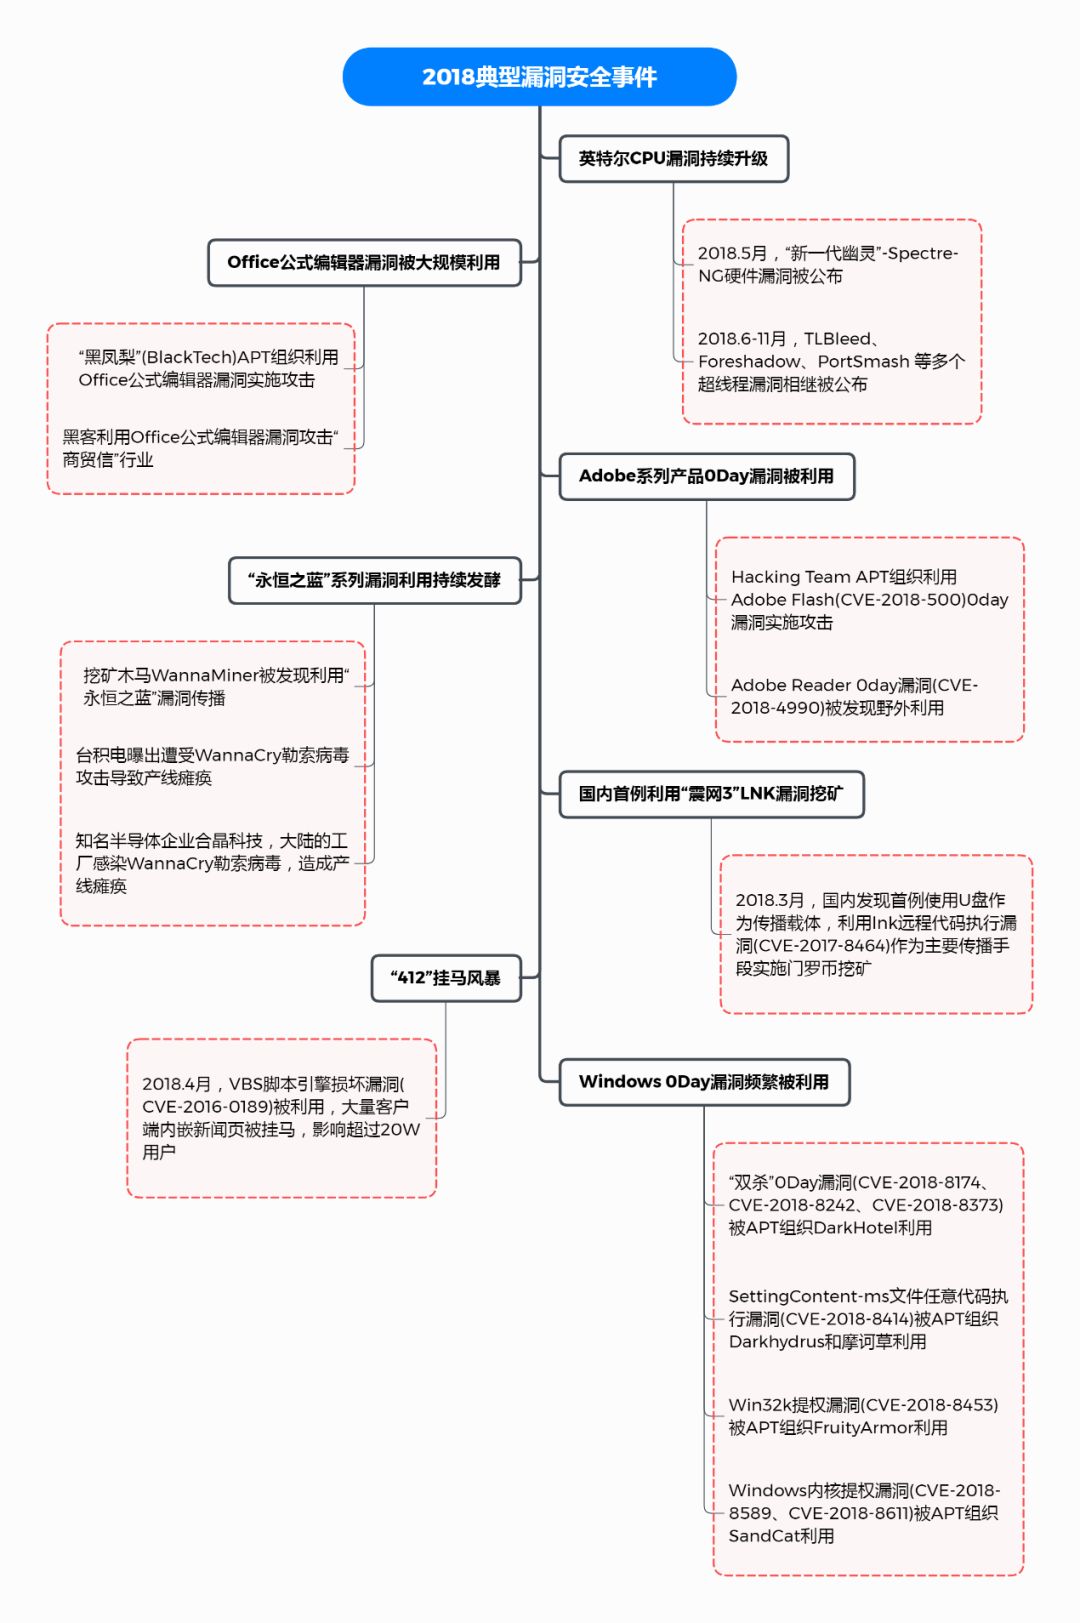 2018典型漏洞安全事件
英特尔CPU漏洞持续升级
2018.5月，“新一代幽灵”-Spectre-
NG硬件漏洞被公布
2018.6-11月，TLBleed、
Foreshadow、PortSmash 等多个
超线程漏洞相继被公布
Office公式编辑器漏洞被大规模利用
“黑凤梨”(BlackTech)APT组织利用
Office公式编辑器漏洞实施攻击
黑客利用Office公式编辑器漏洞攻击“
商贸信”行业
Adobe系列产品0Day漏洞被利用
Hacking Team APT组织利用
Adobe Flash(CVE-2018-500)0day
漏洞实施攻击
Adobe Reader 0day漏洞(CVE-
2018-4990)被发现野外利用
“永恒之蓝”系列漏洞利用持续发酵
挖矿木马WannaMiner被发现利用“
永恒之蓝”漏洞传播
台积电曝出遭受WannaCry勒索病毒
攻击导致产线瘫痪
知名半导体企业合晶科技，大陆的工
厂感染WannaCry勒索病毒，造成产
线瘫痪
国内首例利用“震网3”LNK漏洞挖矿
2018.3月，国内发现首例使用U盘作
为传播载体，利用lnk远程代码执行漏
洞(CVE-2017-8464)作为主要传播手
段实施门罗币挖矿
“412”挂马风暴
2018.4月，VBS脚本引擎损坏漏洞(
CVE-2016-0189)被利用，大量客户
端内嵌新闻页被挂马，影响超过20W
用户
Windows 0Day漏洞频繁被利用
“双杀”0Day漏洞(CVE-2018-8174、
CVE-2018-8242、CVE-2018-8373)
被APT组织DarkHotel利用
SettingContent-ms文件任意代码执
行漏洞(CVE-2018-8414)被APT组织
Darkhydrus和摩诃草利用
Win32k提权漏洞(CVE-2018-8453)
被APT组织FruityArmor利用
Windows内核提权漏洞(CVE-2018-
8589、CVE-2018-8611)被APT组织
SandCat利用